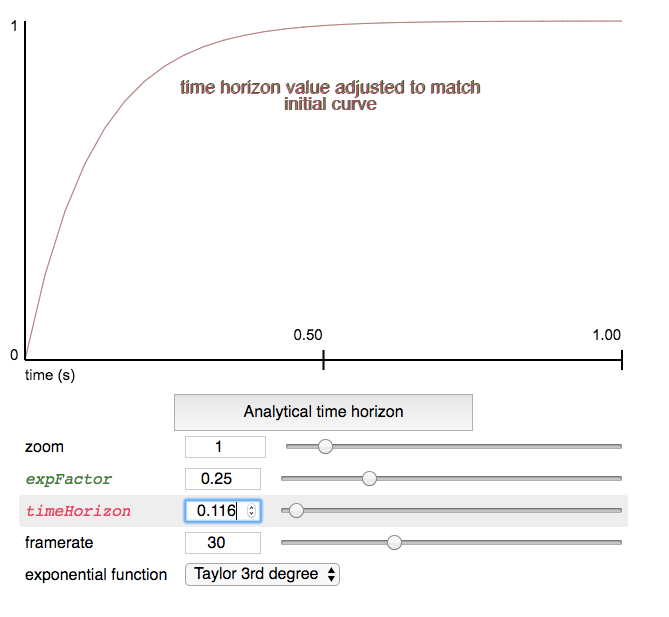 1
time horizon value adjusted to match
initial curve
0.50
1.00
0
time (s)
Analytical time horizon
zoom 1
expFactor 0.25
timeHorizon 0.116
framerate 30
exponential function Taylor 3rd degree